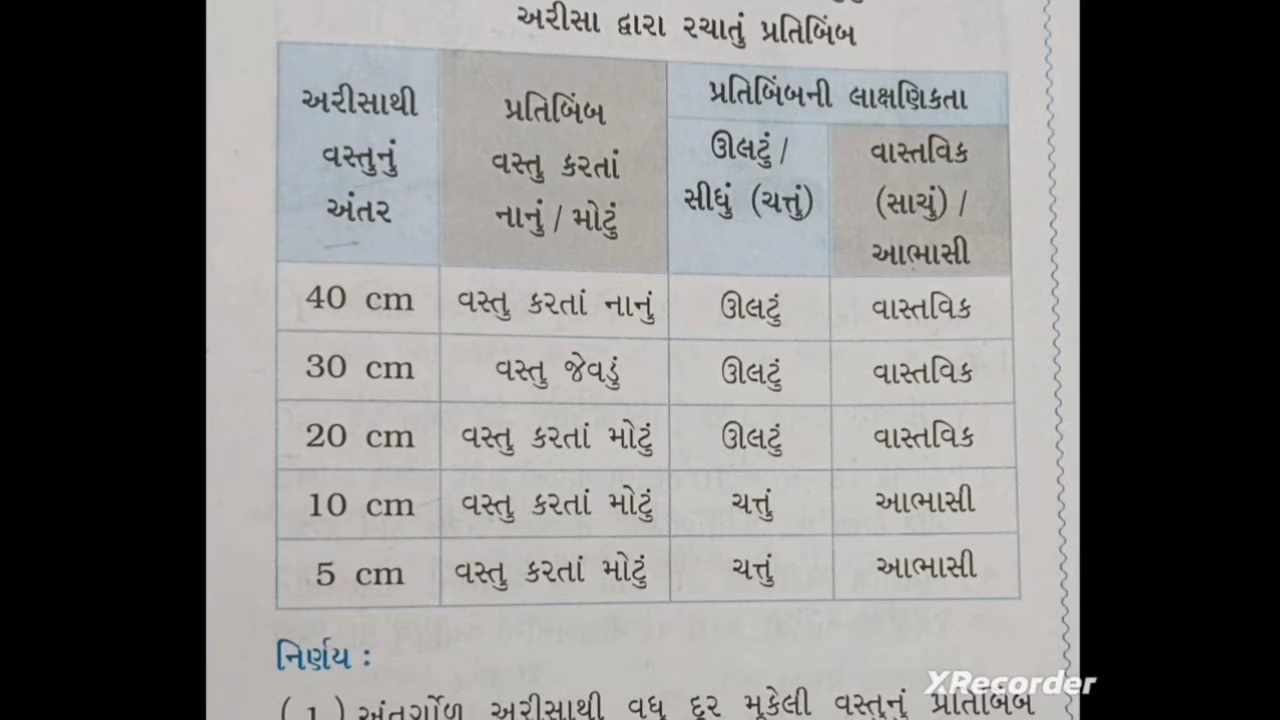 અરીસા દ્વારા રચાતું પ્રતિબિંબ
અરીસાથી
વસ્તુનું
અંતર
પ્રતિબિંબ
વસ્તુ કરતાં
નાનું / મોટું
પ્રતિબિંબની લાક્ષણિકતા
ઊલટું /
સીધું (ચત્તું)
વાસ્તવિક
(સાચું) /
આભાસી
40 cm વસ્તુ કરતાં નાનું ઊલટું વાસ્તવિક
30 cm વસ્તુ જેવડું ઊલટું વાસ્તવિક
20 cm વસ્તુ કરતાં મોટું ઊલટું વાસ્તવિક
10 cm વસ્તુ કરતાં મોટું ચત્તું આભાસી
5 cm વસ્તુ કરતાં મોટું ચત્તું આભાસી
નિર્ણય :
(1) અંતર્ગોળ અરીસાથી વધુ દૂર મૂકેલી વસ્તુનું પ્રતિબિંબ
XRecorder